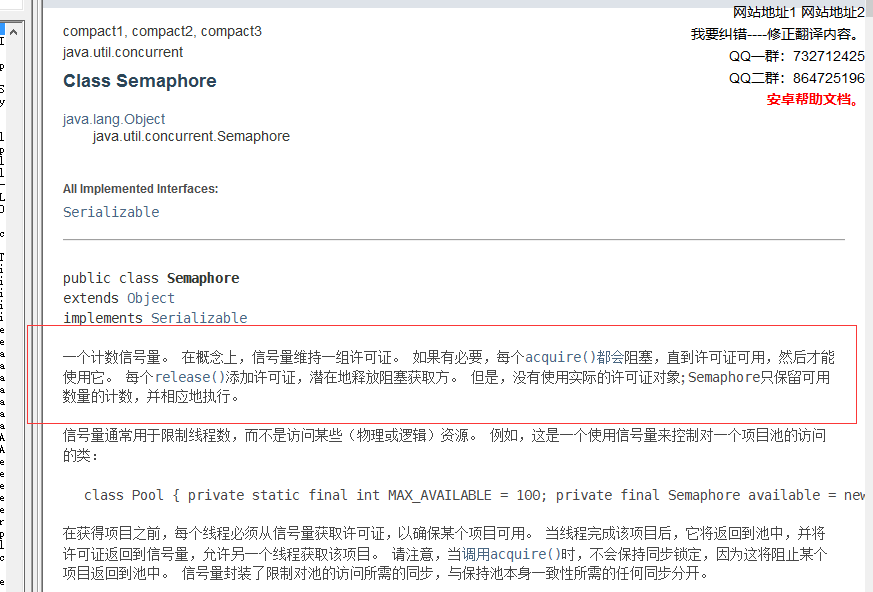 网站地址1 网站地址2
我要纠错----修正翻译内容。
QQ一群：732712425
QQ二群：864725196
安卓帮助文档。
compact1, compact2, compact3
java.util.concurrent
Class Semaphore
java.lang.Object
java.util.concurrent.Semaphore
All Implemented Interfaces:
Serializable
public class Semaphore
extends Object
implements Serializable
一个计数信号量。 在概念上，信号量维持一组许可证。 如果有必要，每个acquire()都会阻塞，直到许可证可用，然后才能
使用它。 每个release()添加许可证，潜在地释放阻塞获取方。 但是，没有使用实际的许可证对象;Semaphore只保留可用
数量的计数，并相应地执行。
信号量通常用于限制线程数，而不是访问某些（物理或逻辑）资源。 例如，这是一个使用信号量来控制对一个项目池的访问
的类：
class Pool { private static final int MAX_AVAILABLE = 100; private final Semaphore available = new
在获得项目之前，每个线程必须从信号量获取许可证，以确保某个项目可用。 当线程完成该项目后，它将返回到池中，并将
许可证返回到信号量，允许另一个线程获取该项目。 请注意，当调用acquire()时，不会保持同步锁定，因为这将阻止某个
项目返回到池中。 信号量封装了限制对池的访问所需的同步，与保持池本身一致性所需的任何同步分开。